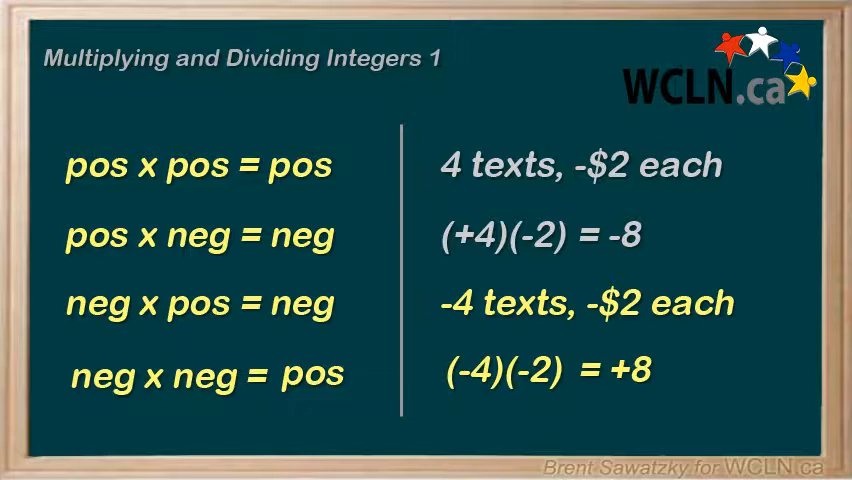 Multiplying and Dividing Integers 1
WCLN.ca
pos x pos = pos
pos x neg = neg
neg x pos = neg
neg x neg = pos
4 texts, -$2 each
(+4)(-2) = -8
-4 texts, -$2 each
(-4)(-2) = +8
Brent Sawatzky for WCLN.ca